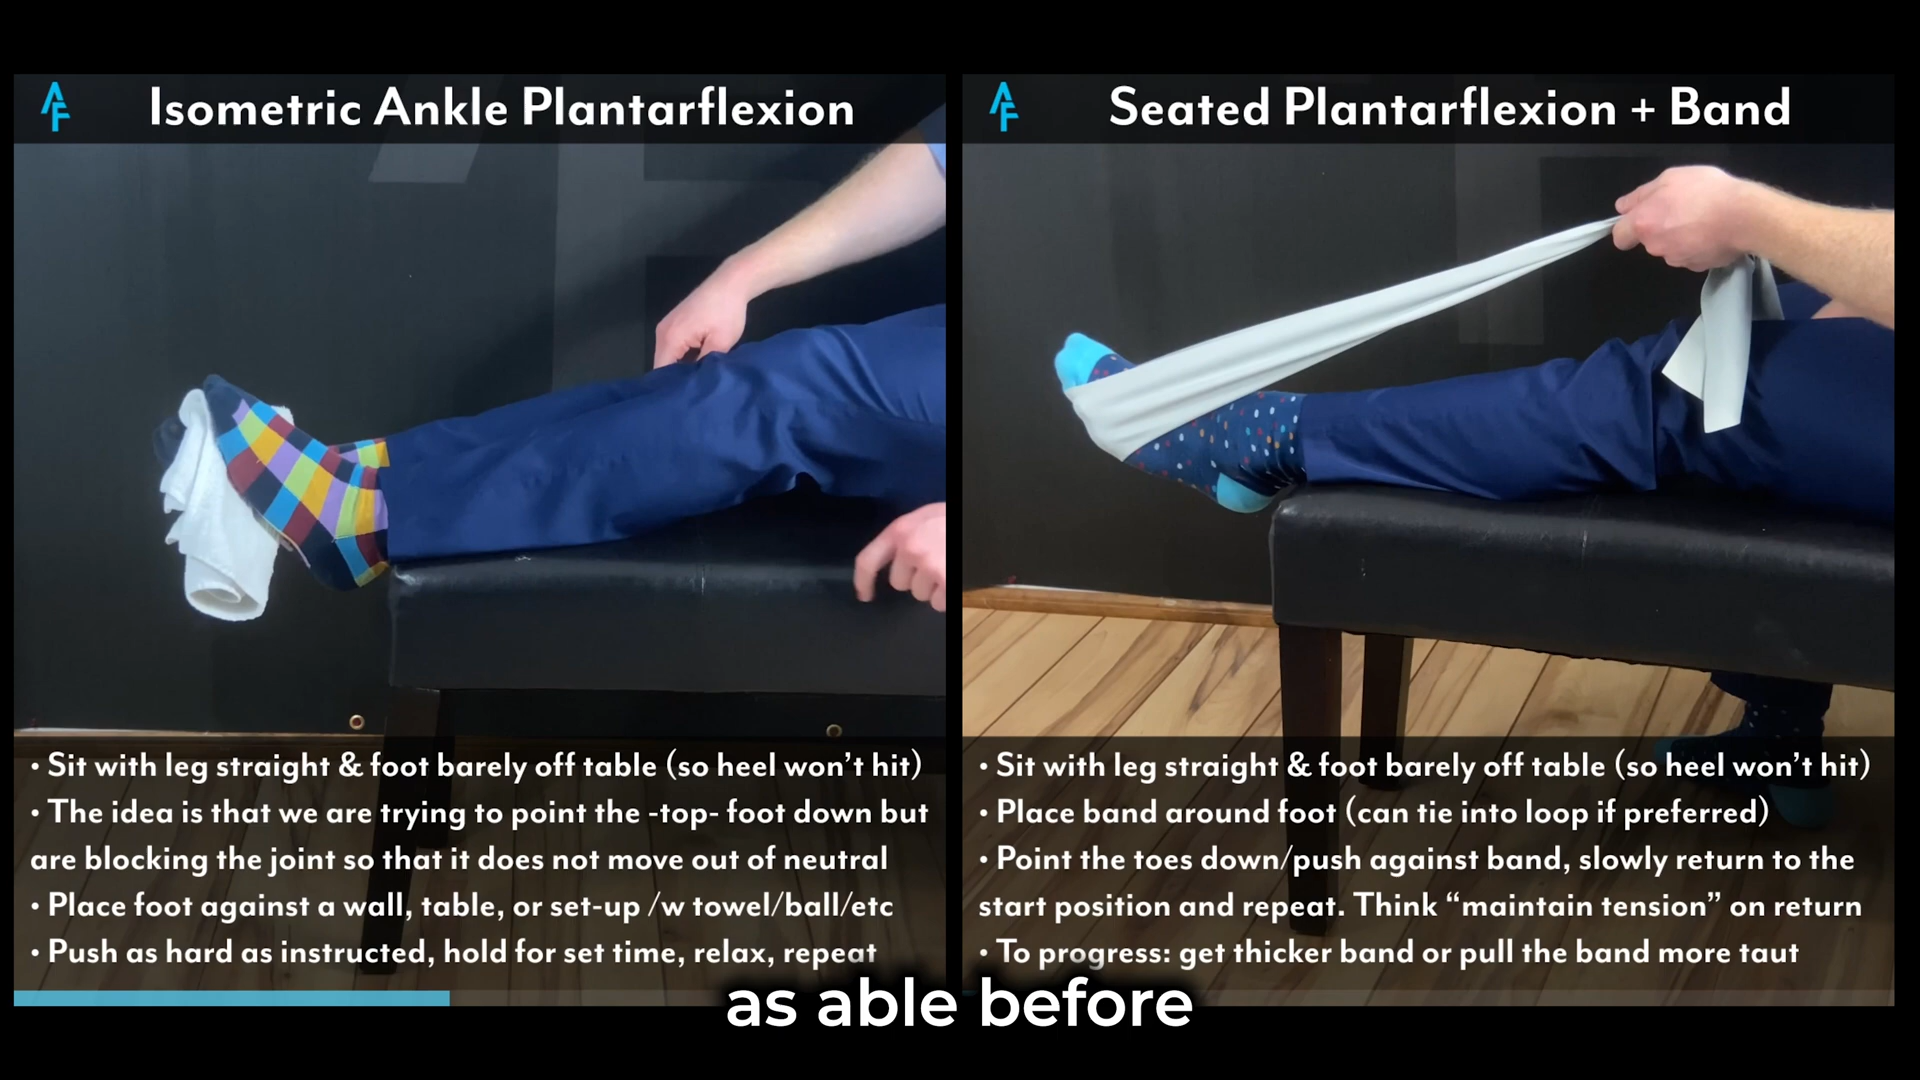 AF
Isometric Ankle Plantarflexion
• Sit with leg straight & foot barely off table (so heel won't hit)
• The idea is that we are trying to point the -top- foot down but
are blocking the joint so that it does not move out of neutral
• Place foot against a wall, table, or set-up /w towel/ball/etc
• Push as hard as instructed, hold for set time, relax, repeat
AF
Seated Plantarflexion + Band
• Sit with leg straight & foot barely off table (so heel won't hit)
• Place band around foot (can tie into loop if preferred)
• Point the toes down/push against band, slowly return to the
start position and repeat. Think “maintain tension” on return
• To progress: get thicker band or pull the band more taut
as able before